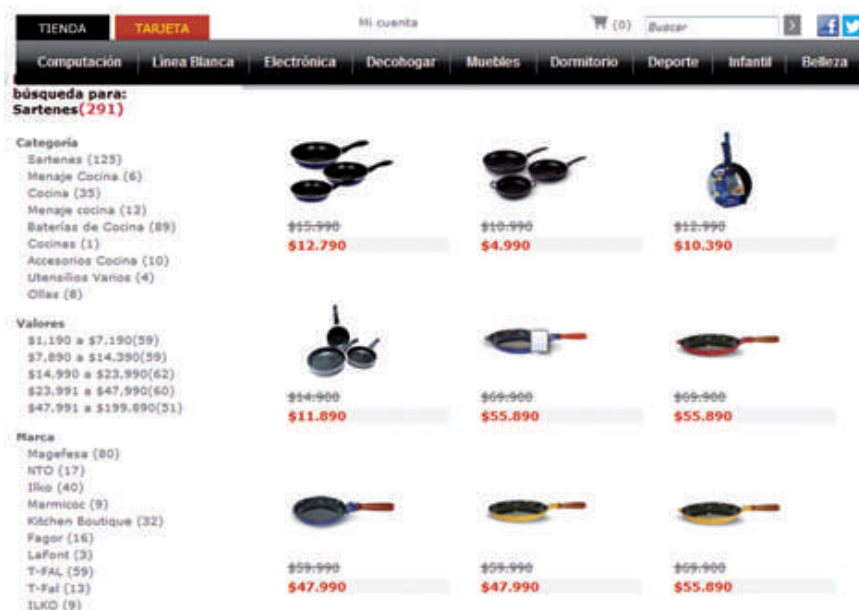 TIENDA TARJETA Mi cuenta (0) Buscar
Computación Linea Blanca Electrónica Decohogar Muebles Dormitorio Deporte Infantil Belleza
búsqueda para:
Sartenes(291)
Categoría
Sartenes (125)
Menaje Cocina (6)
Cocina (35)
Menaje cocina (13)
Baterías de Cocina (89)
Cocinas (1)
Accesorios Cocina (10)
Utensilios Varios (4)
Ollas (8)
Valores
$1.190 a $7.190(59)
$7.890 a $14.390(59)
$14.990 a $23.990(62)
$23.991 a $47.990(60)
$47.991 a $199.890(51)
Marca
Magefesa (80)
NTO (17)
Ilko (40)
Marmicoc (9)
Kitchen Boutique (32)
Fagor (16)
LaFont (3)
T-FAL (59)
T-Fal (13)
ILKO (9)
$15.990 $10.990 $12.990
$12.790 $4.990 $10.390
$14.900 $69.900 $69.900
$11.890 $55.890 $55.890
$59.990 $59.990 $69.900
$47.990 $47.990 $55.890